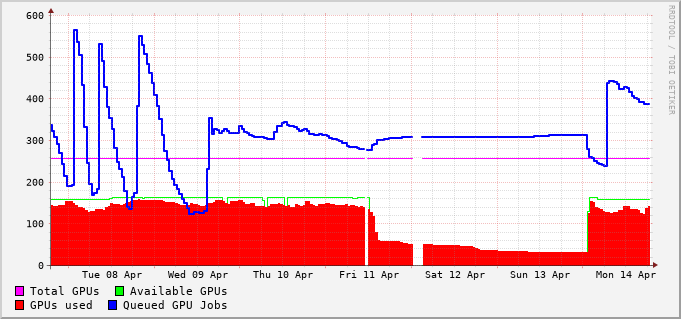 600
500
400
300
200
100
0
Tue 08 Apr Wed 09 Apr Thu 10 Apr Fri 11 Apr Sat 12 Apr Sun 13 Apr Mon 14 Apr
Total GPUs Available GPUs
GPUs used Queued GPU Jobs
RRDTOOL / TOBI OETIKER